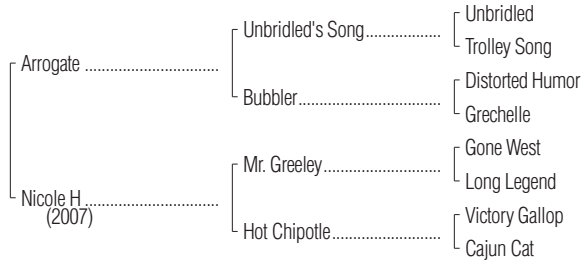 Unbridled
Unbridled's Song
Trolley Song
Arrogate
Distorted Humor
Bubbler
Grechelle
Gone West
Mr. Greeley
Long Legend
Nicole H
(2007)
Victory Gallop
Hot Chipotle
Cajun Cat